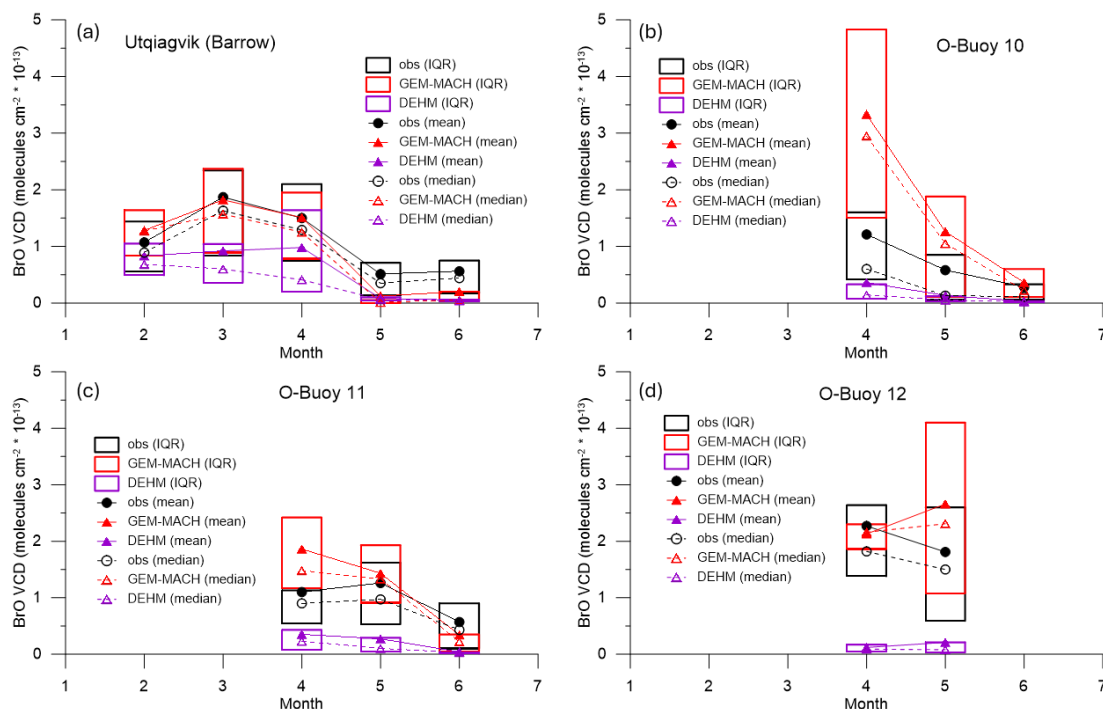 (a)
Utqiagvik (Barrow)
obs (IQR)
GEM-MACH (IQR)
DEHM (IQR)
obs (mean)
GEM-MACH (mean)
DEHM (mean)
obs (median)
GEM-MACH (median)
DEHM (median)
BrO VCD (molecules cm⁻² * 10⁻¹³)
5
4
3
2
1
0
1 2 3 4 5 6 7
Month
(b)
O-Buoy 10
obs (IQR)
GEM-MACH (IQR)
DEHM (IQR)
obs (mean)
GEM-MACH (mean)
DEHM (mean)
obs (median)
GEM-MACH (median)
DEHM (median)
BrO VCD (molecules cm⁻² * 10⁻¹³)
5
4
3
2
1
0
1 2 3 4 5 6 7
Month
(c)
O-Buoy 11
obs (IQR)
GEM-MACH (IQR)
DEHM (IQR)
obs (mean)
GEM-MACH (mean)
DEHM (mean)
obs (median)
GEM-MACH (median)
DEHM (median)
BrO VCD (molecules cm⁻² * 10⁻¹³)
5
4
3
2
1
0
1 2 3 4 5 6 7
Month
(d)
O-Buoy 12
obs (IQR)
GEM-MACH (IQR)
DEHM (IQR)
obs (mean)
GEM-MACH (mean)
DEHM (mean)
obs (median)
GEM-MACH (median)
DEHM (median)
BrO VCD (molecules cm⁻² * 10⁻¹³)
5
4
3
2
1
0
1 2 3 4 5 6 7
Month